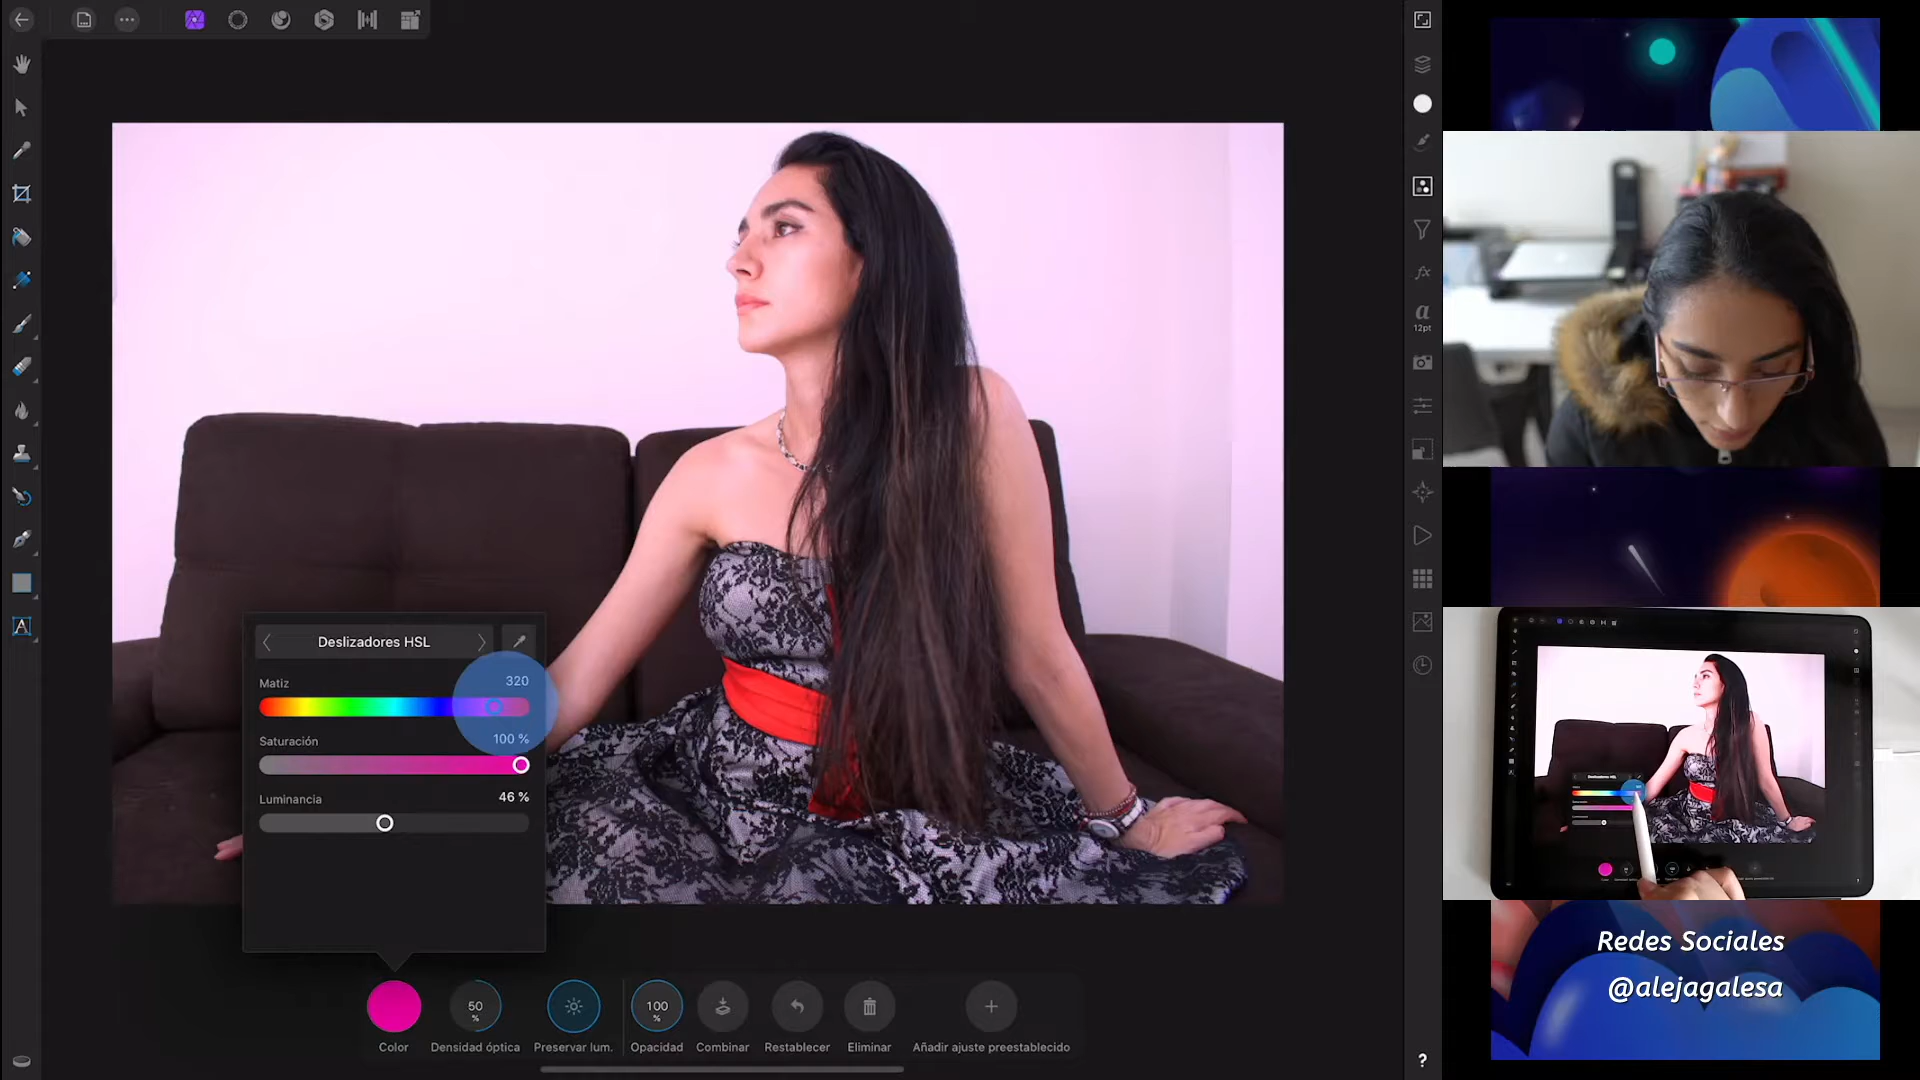 12pt
Deslizadores HSL
Matiz
320
Saturación
100 %
Luminancia
46 %
50
%
100
%
Color
Densidad óptica
Preservar lum.
Opacidad
Combinar
Restablecer
Eliminar
Añadir ajuste preestablecido
?
Redes Sociales
@alejagalesa